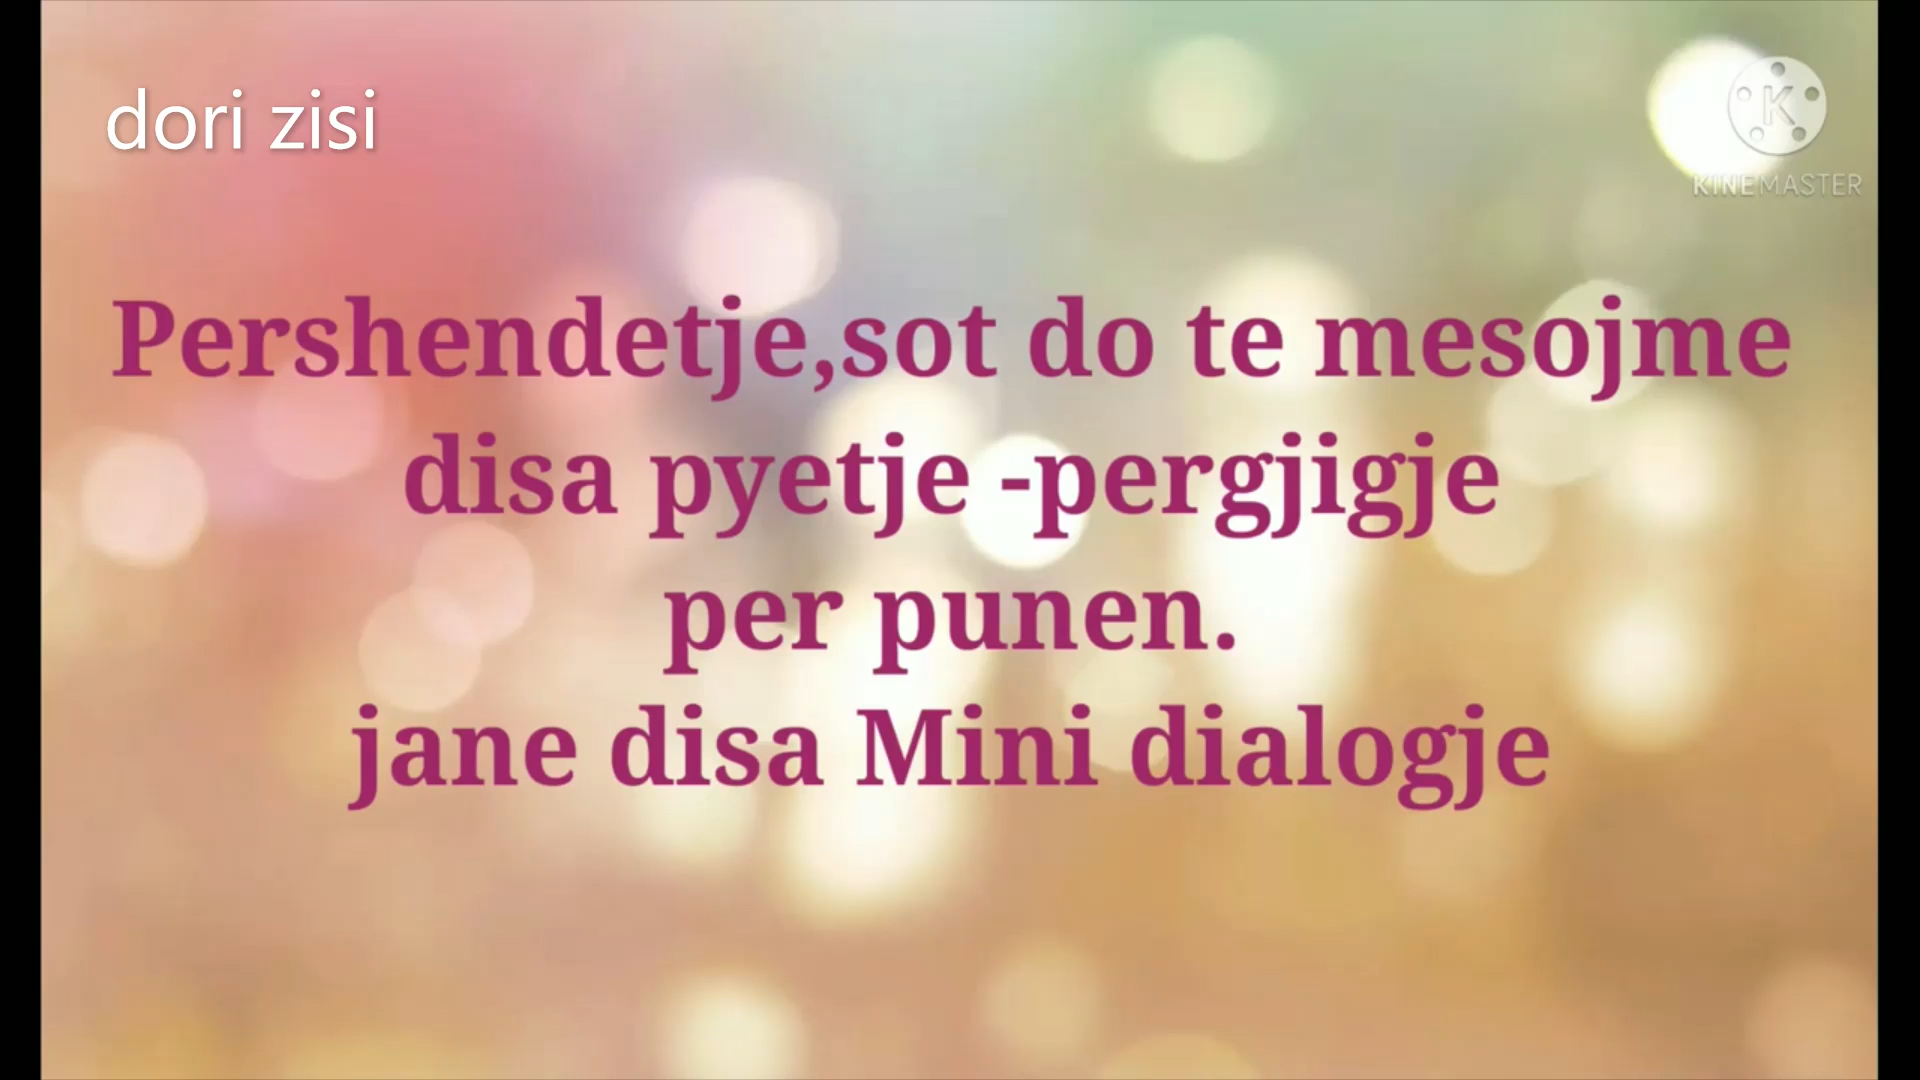 dori zisi
KINEMASTER
Pershendetje,sot do te mesojme
disa pyetje -pergjigje
per punen.
jane disa Mini dialogje